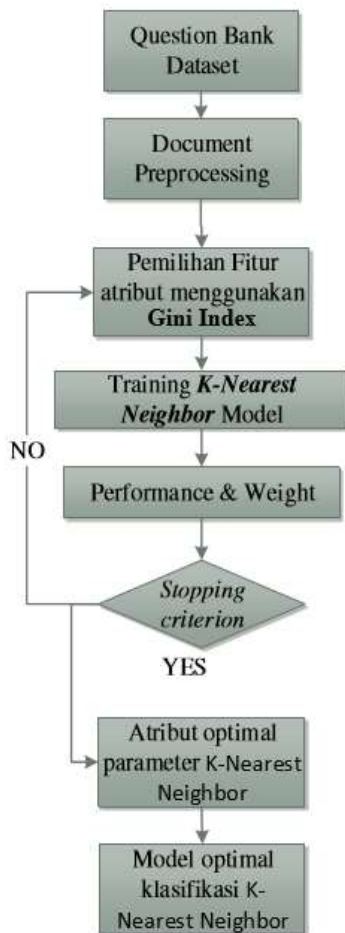 Question Bank
Dataset
Document
Preprocessing
Pemilihan Fitur
atribut menggunakan
Gini Index
Training K-Nearest
Neighbor Model
NO
Performance & Weight
Stopping
criterion
YES
Atribut optimal
parameter K-Nearest
Neighbor
Model optimal
klasifikasi K-
Nearest Neighbor